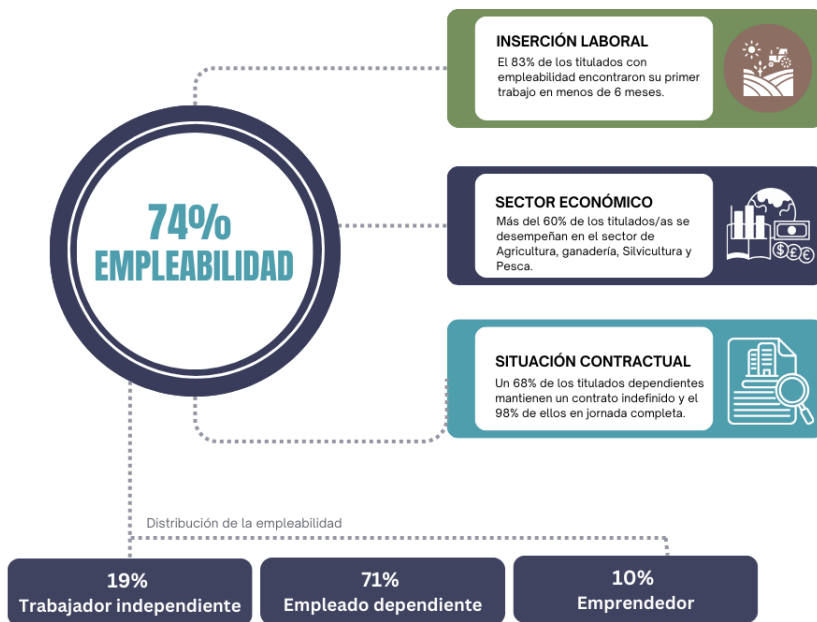 INSERCIÓN LABORAL
El 83% de los titulados con
empleabilidad encontraron su primer
trabajo en menos de 6 meses.
74%
EMPLEABILIDAD
SECTOR ECONÓMICO
Más del 60% de los titulados/as se
desempeñan en el sector de
Agricultura, ganadería, Silvicultura y
Pesca.
$££
SITUACIÓN CONTRACTUAL
Un 68% de los titulados dependientes
mantienen un contrato indefinido y el
98% de ellos en jornada completa.
Distribución de la empleabilidad
19%
Trabajador independiente
71%
Empleado dependiente
10%
Emprendedor